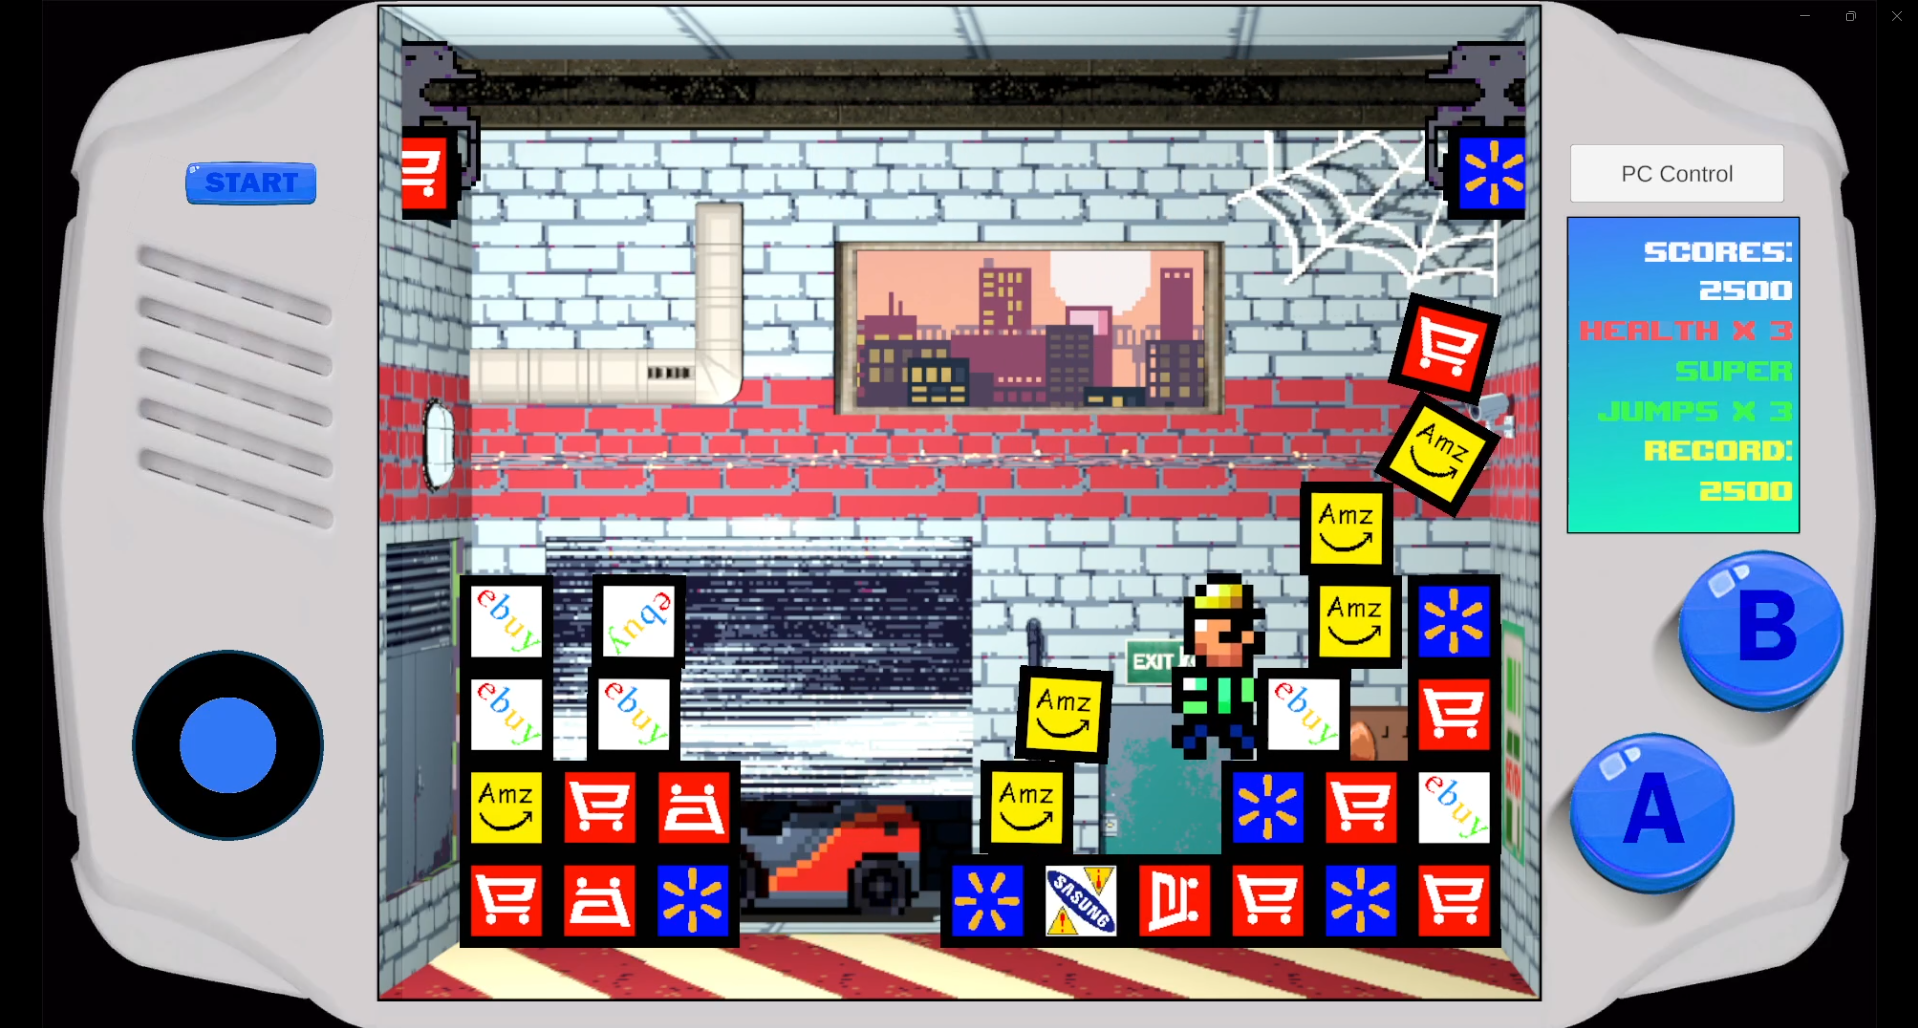 START
PC Control
SCORES:
2500
HEALTH X 3
SUPER
JUMPS X 3
RECORD:
2500
Amz
Amz
ebuy
ebuy
Amz
EXIT
ebuy
ebuy
Amz
ebuy
B
Amz
Amz
ebuy
A
SASUNG